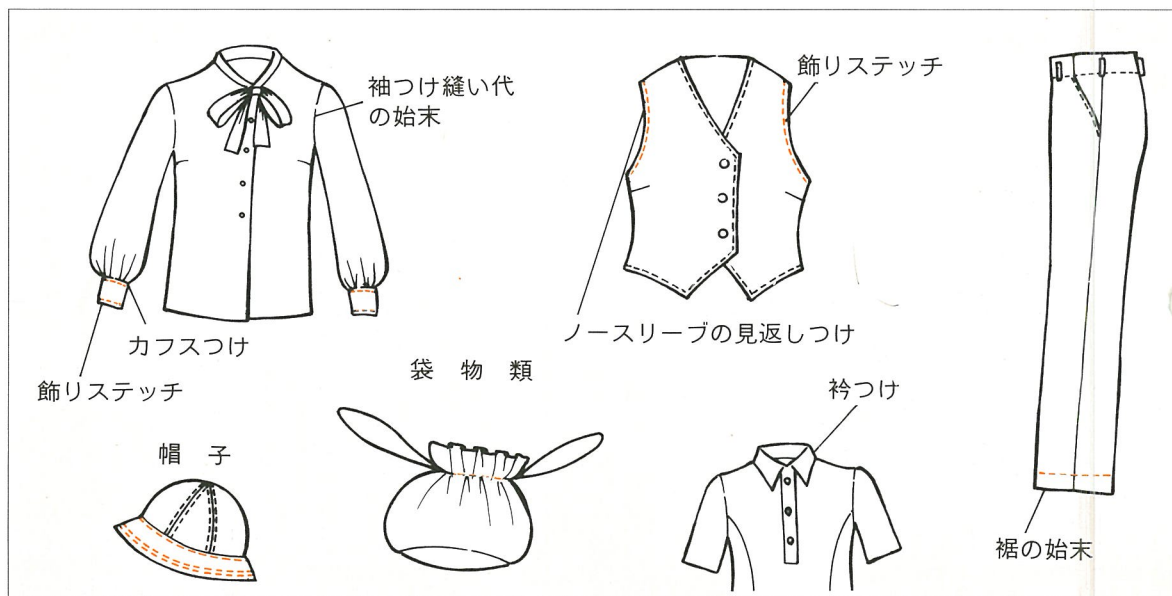 袖つけ縫い代
の始末
カフスつけ
飾りステッチ
飾りステッチ
ノースリーブの見返しつけ
袋物類
帽子
衿つけ
裾の始末